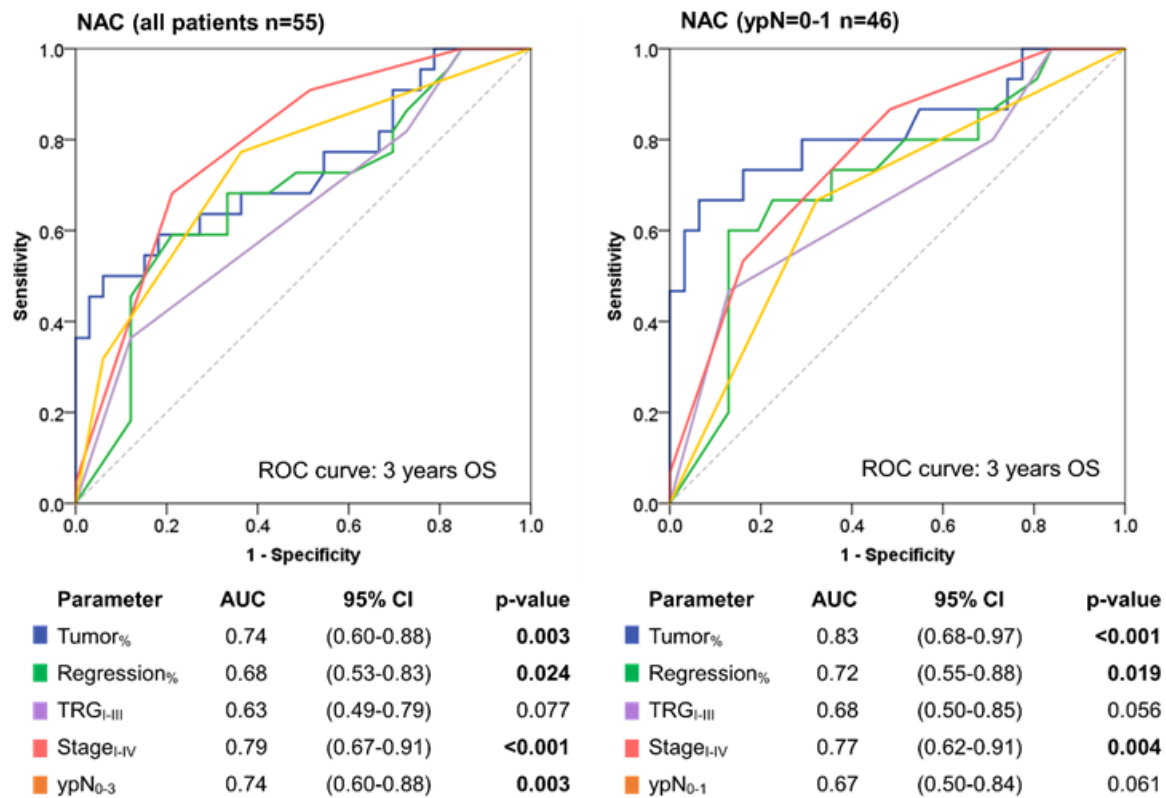 NAC (all patients n=55)
1.0
0.8
0.6
0.4
0.2
0.0
Sensitivity
ROC curve: 3 years OS
0.0 0.2 0.4 0.6 0.8 1.0
1 - Specificity
Parameter AUC 95% CI p-value
Tumor% 0.74 (0.60-0.88) 0.003
Regression% 0.68 (0.53-0.83) 0.024
TRGI-III 0.63 (0.49-0.79) 0.077
StageI-IV 0.79 (0.67-0.91) <0.001
ypN0-3 0.74 (0.60-0.88) 0.003
NAC (ypN=0-1 n=46)
1.0
0.8
0.6
0.4
0.2
0.0
Sensitivity
ROC curve: 3 years OS
0.0 0.2 0.4 0.6 0.8 1.0
1 - Specificity
Parameter AUC 95% CI p-value
Tumor% 0.83 (0.68-0.97) <0.001
Regression% 0.72 (0.55-0.88) 0.019
TRGI-III 0.68 (0.50-0.85) 0.056
StageI-IV 0.77 (0.62-0.91) 0.004
ypN0-1 0.67 (0.50-0.84) 0.061